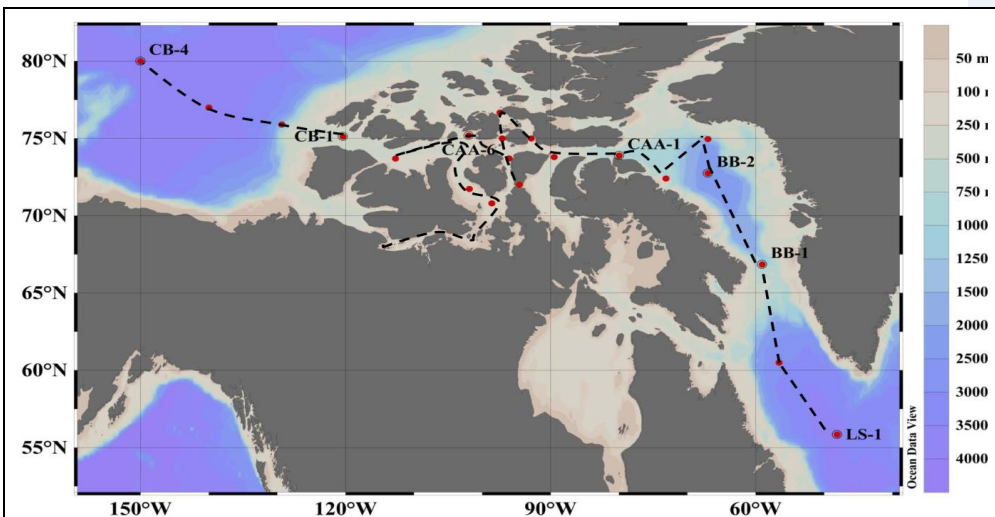 80°N
75°N
70°N
65°N
60°N
55°N
150°W
120°W
90°W
60°W
CB-4
CB-1
CAA-6
CAA-1
BB-2
BB-1
LS-1
Ocean Data View
50 m
100 m
250 m
500 m
750 m
1000
1250
1500
2000
2500
3000
3500
4000